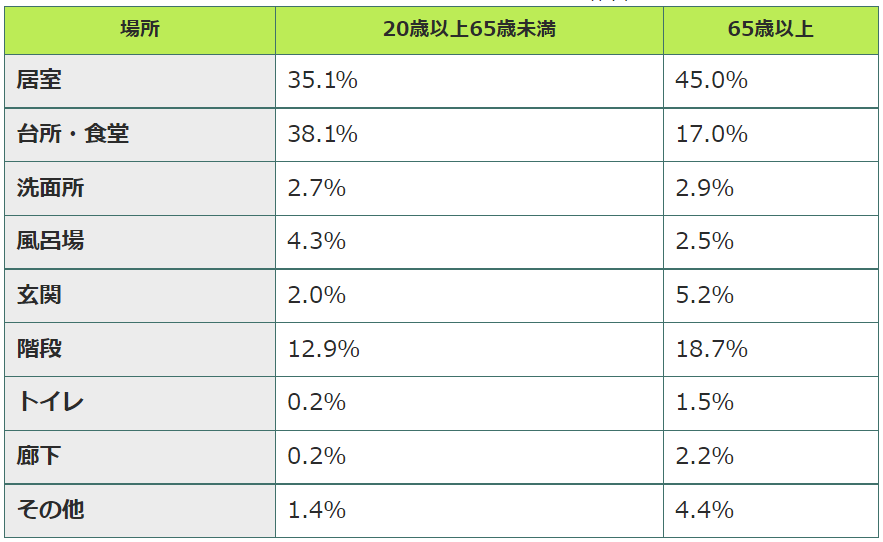 場所 20歳以上65歳未満 65歳以上
居室 35.1% 45.0%
台所・食堂 38.1% 17.0%
洗面所 2.7% 2.9%
風呂場 4.3% 2.5%
玄関 2.0% 5.2%
階段 12.9% 18.7%
トイレ 0.2% 1.5%
廊下 0.2% 2.2%
その他 1.4% 4.4%